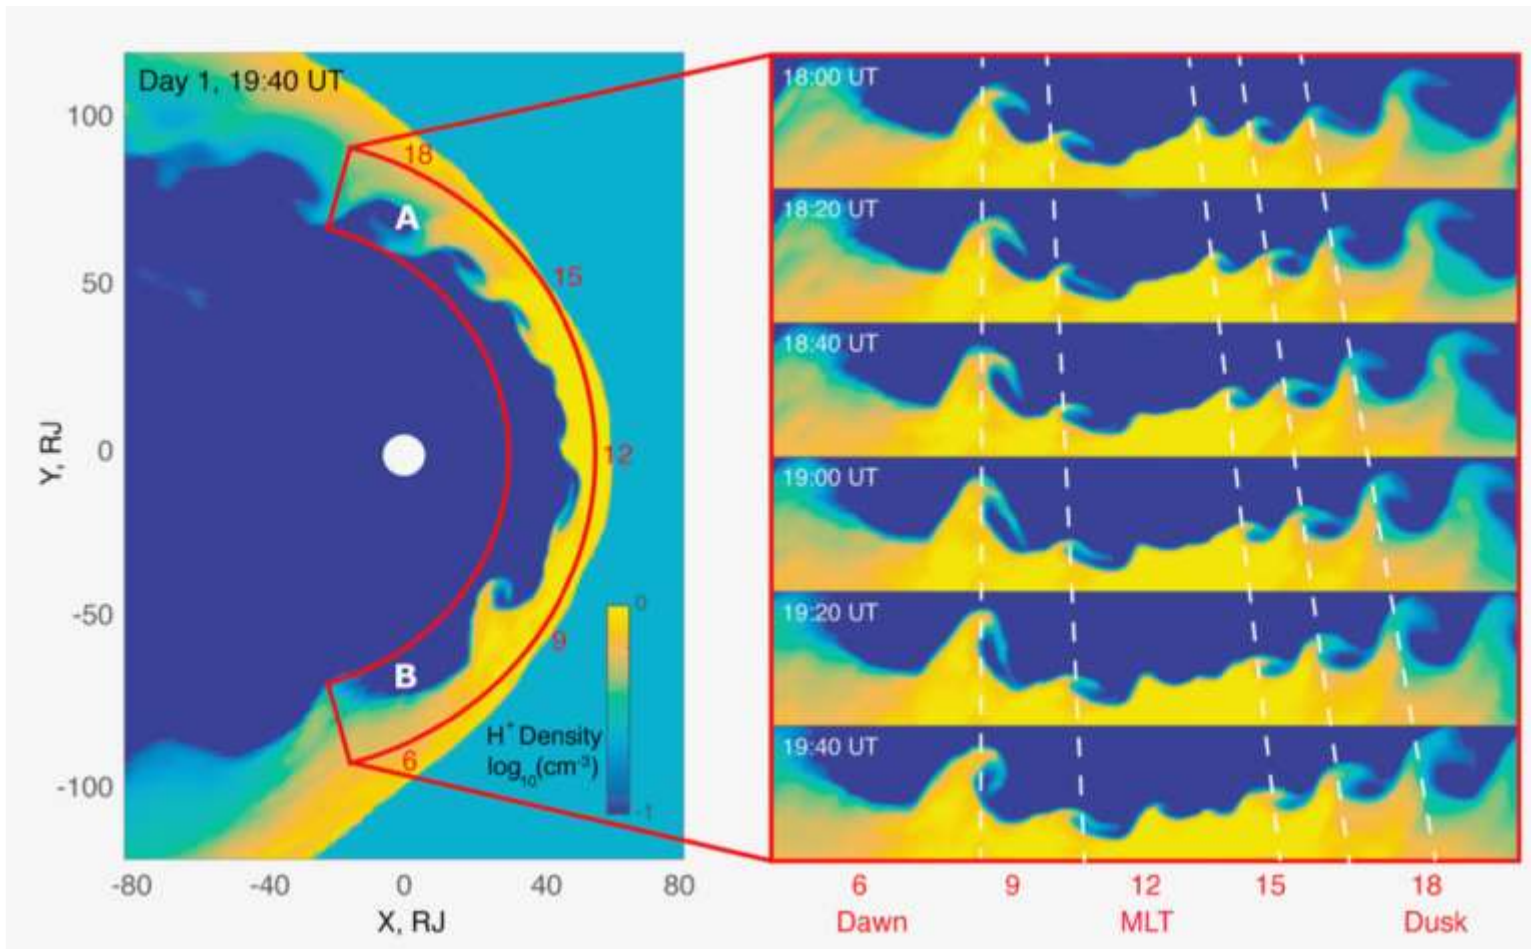 Day 1, 19:40 UT
100
50
0
-50
-100
Y, RJ
18
A
15
12
9
B
6
H⁺ Density
log₁₀(cm⁻³)
0
-1
-80
-40
0
40
80
X, RJ
18:00 UT
18:20 UT
18:40 UT
19:00 UT
19:20 UT
19:40 UT
6
9
12
15
18
Dawn
MLT
Dusk